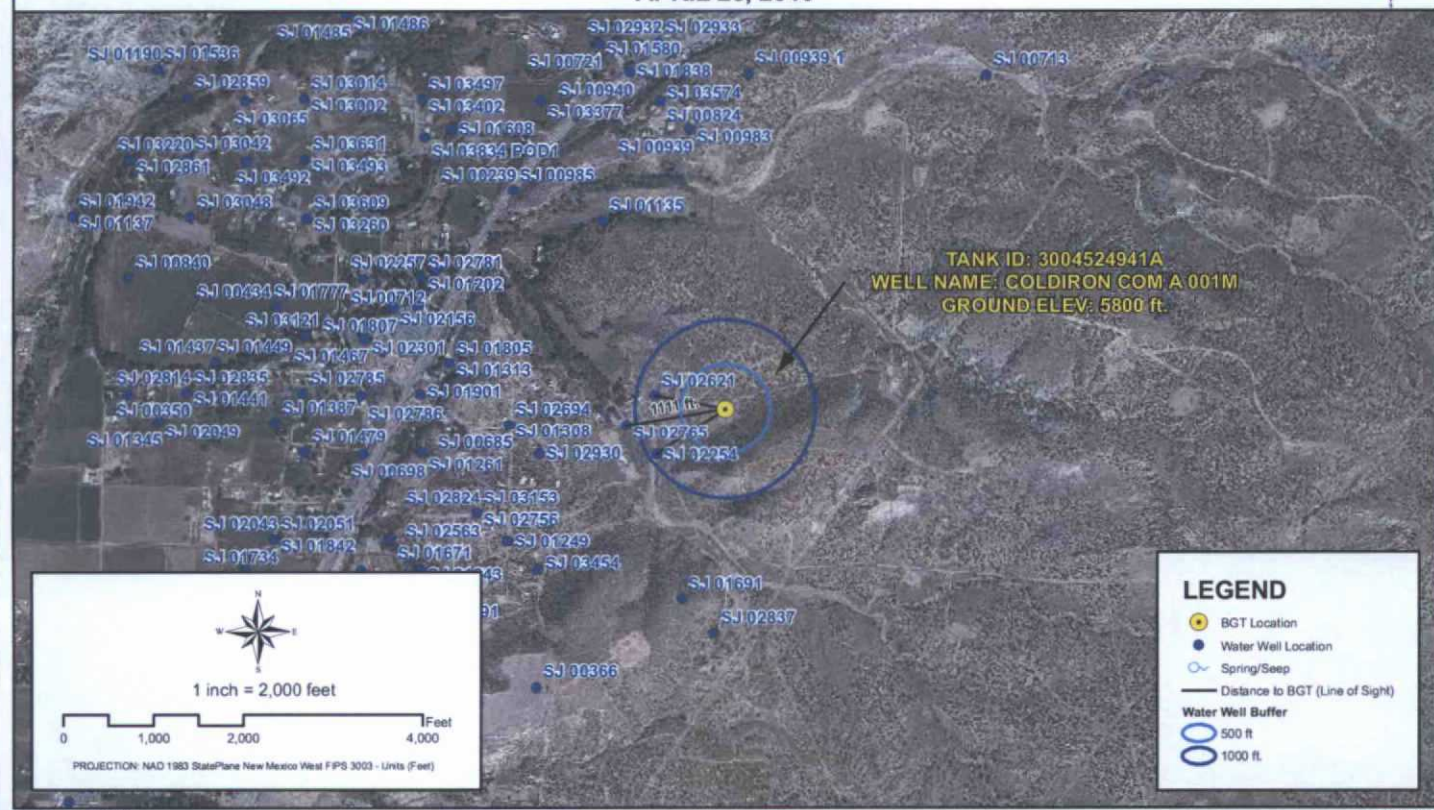 SJ 01485
SJ 01486
SJ 02932
SJ 02933
SJ 01190
SJ 01536
SJ 00721
SJ 01580
SJ 01838
SJ 00939 1
SJ 00713
SJ 02859
SJ 03014
SJ 03497
SJ 00940
SJ 03574
SJ 03002
SJ 03402
SJ 03377
SJ 00824
SJ 03065
SJ 01608
SJ 00983
SJ 03220
SJ 03042
SJ 03631
SJ 03834 POD1
SJ 00939
SJ 02861
SJ 03493
SJ 03492
SJ 00239
SJ 00985
SJ 01942
SJ 03048
SJ 03609
SJ 01135
SJ 01137
SJ 03260
SJ 00840
SJ 02257
SJ 02781
TANK ID: 3004524941A
SJ 01202
WELL NAME: COLDIRON COM A 001M
SJ 00434
SJ 01777
SJ 00712
GROUND ELEV: 5800 ft.
SJ 03121
SJ 01807
SJ 02156
SJ 01437
SJ 01449
SJ 01467
SJ 02301
SJ 01805
SJ 01313
SJ 02814
SJ 02835
SJ 02785
SJ 01901
SJ 02621
SJ 00350
SJ 01441
SJ 01387
SJ 02786
SJ 02694
1111 ft.
SJ 01345
SJ 02049
SJ 01479
SJ 00685
SJ 01308
SJ 02765
SJ 00698
SJ 01261
SJ 02930
SJ 02254
SJ 02824
SJ 03153
SJ 02043
SJ 02051
SJ 02563
SJ 02756
SJ 01842
SJ 01249
SJ 01734
SJ 01671
SJ 03454
SJ 01691
SJ 02837
SJ 00366
N
W
E
S
1 inch = 2,000 feet
Feet
0 1,000 2,000 4,000
PROJECTION: NAD 1983 StatePlane New Mexico West FIPS 3003 - Units (Feet)
LEGEND
BGT Location
Water Well Location
Spring/Seep
Distance to BGT (Line of Sight)
Water Well Buffer
500 ft
1000 ft.